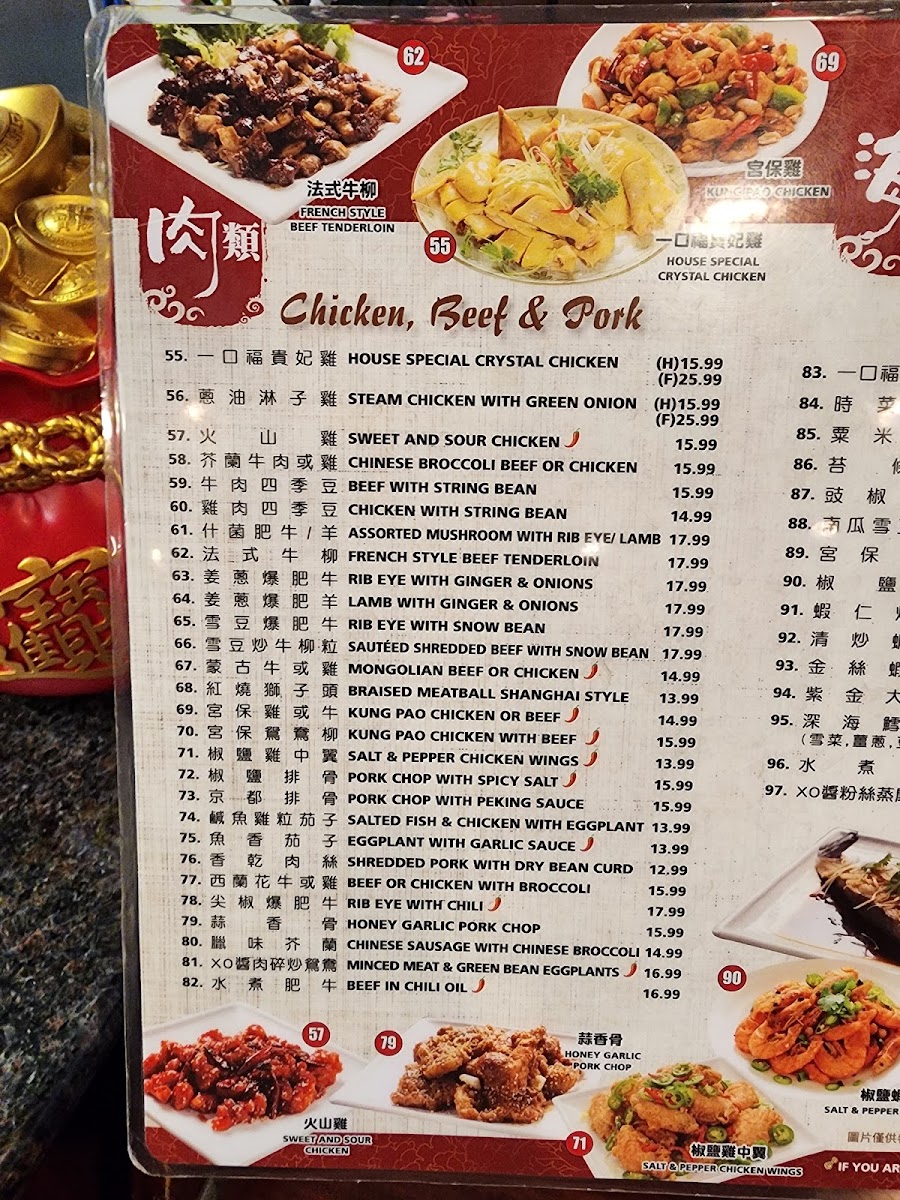 62
69
法式牛柳
FRENCH STYLE
BEEF TENDERLOIN
宮保雞
KUNG PAO CHICKEN
55
一口福貴妃雞
HOUSE SPECIAL
CRYSTAL CHICKEN
肉類
Chicken, Beef & Pork
55. 一口福貴妃雞 HOUSE SPECIAL CRYSTAL CHICKEN (H)15.99
(F)25.99
56. 蔥油淋子雞 STEAM CHICKEN WITH GREEN ONION (H)15.99
(F)25.99
57. 火山雞 SWEET AND SOUR CHICKEN 15.99
58. 芥蘭牛肉或雞 CHINESE BROCCOLI BEEF OR CHICKEN 15.99
59. 牛肉四季豆 BEEF WITH STRING BEAN 15.99
60. 雞肉四季豆 CHICKEN WITH STRING BEAN 14.99
61. 什菌肥牛/羊 ASSORTED MUSHROOM WITH RIB EYE/ LAMB 17.99
62. 法式牛柳 FRENCH STYLE BEEF TENDERLOIN 17.99
63. 姜蔥爆肥牛 RIB EYE WITH GINGER & ONIONS 17.99
64. 姜蔥爆肥羊 LAMB WITH GINGER & ONIONS 17.99
65. 雪豆爆肥牛 RIB EYE WITH SNOW BEAN 17.99
66. 雪豆炒牛柳粒 SAUTÉED SHREDDED BEEF WITH SNOW BEAN 17.99
67. 蒙古牛或雞 MONGOLIAN BEEF OR CHICKEN 14.99
68. 紅燒獅子頭 BRAISED MEATBALL SHANGHAI STYLE 13.99
69. 宮保雞或牛 KUNG PAO CHICKEN OR BEEF 14.99
70. 宮保鴛鴦柳 KUNG PAO CHICKEN WITH BEEF 15.99
71. 椒鹽雞中翼 SALT & PEPPER CHICKEN WINGS 13.99
72. 椒鹽排骨 PORK CHOP WITH SPICY SALT 15.99
73. 京都排骨 PORK CHOP WITH PEKING SAUCE 15.99
74. 鹹魚雞粒茄子 SALTED FISH & CHICKEN WITH EGGPLANT 13.99
75. 魚香茄子 EGGPLANT WITH GARLIC SAUCE 13.99
76. 香乾肉絲 SHREDDED PORK WITH DRY BEAN CURD 12.99
77. 西蘭花牛或雞 BEEF OR CHICKEN WITH BROCCOLI 15.99
78. 尖椒爆肥牛 RIB EYE WITH CHILI 17.99
79. 蒜香骨 HONEY GARLIC PORK CHOP 15.99
80. 臘味芥蘭 CHINESE SAUSAGE WITH CHINESE BROCCOLI 14.99
81. XO醬肉碎炒鴛鴦 MINCED MEAT & GREEN BEAN EGGPLANTS 16.99
82. 水煮肥牛 BEEF IN CHILI OIL 16.99
83. 一口福
84. 時菜
85. 粟米
86. 苔
87. 豉椒
88. 南瓜雪
89. 宮保
90. 椒鹽
91. 蝦仁
92. 清炒
93. 金絲蝦
94. 紫金大
95. 深海鱈
(雪菜,薑蔥,
96. 水煮
97. XO醬粉絲蒸
57
火山雞
SWEET AND SOUR
CHICKEN
79
蒜香骨
HONEY GARLIC
PORK CHOP
71
椒鹽雞中翼
SALT & PEPPER CHICKEN WINGS
90
椒鹽蝦
SALT & PEPPER
圖片僅供
IF YOU AR